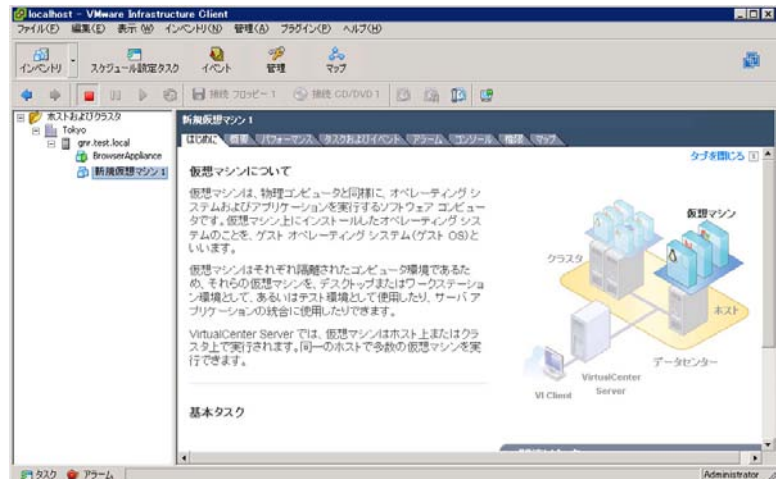 localhost - VMware Infrastructure Client
ファイル(F) 編集(E) 表示(W) インベントリ(N) 管理(A) プラグイン(P) ヘルプ(H)
インベントリ スケジュール設定タスク イベント 管理 マップ
接続 フロッピー 1 接続 CD/DVD 1
ホストおよびクラスタ
Tokyo
gnr.test.local
BrowserAppliance
新規仮想マシン 1
新規仮想マシン 1
はじめに 概要 パフォーマンス タスクおよびイベント アラーム コンソール 権限 マップ
タブを閉じる
仮想マシンについて
仮想マシンは、物理コンピュータと同様に、オペレーティング シ
ステムおよびアプリケーションを実行するソフトウェア コンピュー
タです。仮想マシン上にインストールしたオペレーティング シス
テムのことを、ゲスト オペレーティング システム(ゲスト OS)と
いいます。
仮想マシンはそれぞれ隔離されたコンピュータ環境であるた
め、それらの仮想マシンを、デスクトップまたはワークステーショ
ン環境として、あるいはテスト環境として使用したり、サーバ ア
プリケーションの統合に使用したりできます。
VirtualCenter Server では、仮想マシンはホスト上またはクラ
スタ上で実行されます。同一のホストで多数の仮想マシンを実
行できます。
基本タスク
仮想マシン
クラスタ
ホスト
データセンター
VirtualCenter
Server
VI Client
タスク アラーム
Administrator